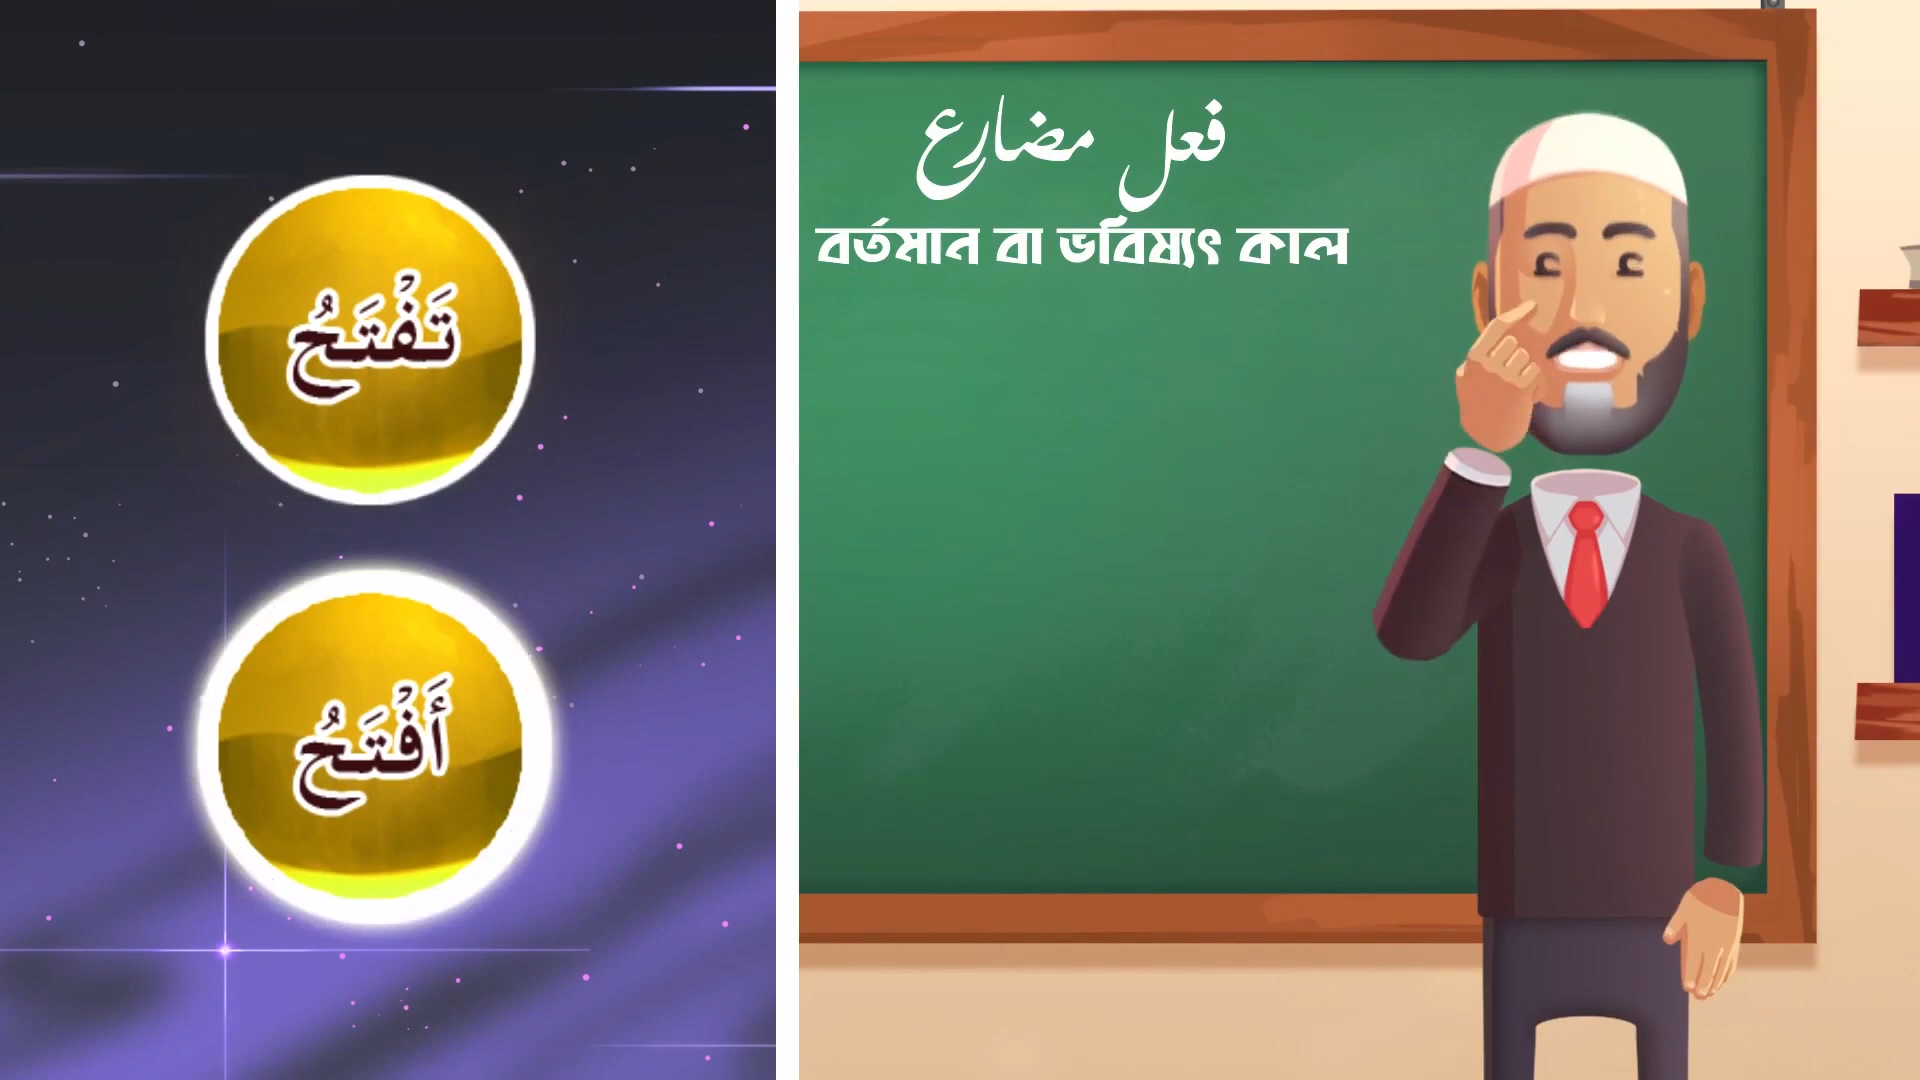 تَفْتَحُ
أَفْتَحُ
فعل مضارع
বর্তমান বা ভবিষ্যৎ কাল